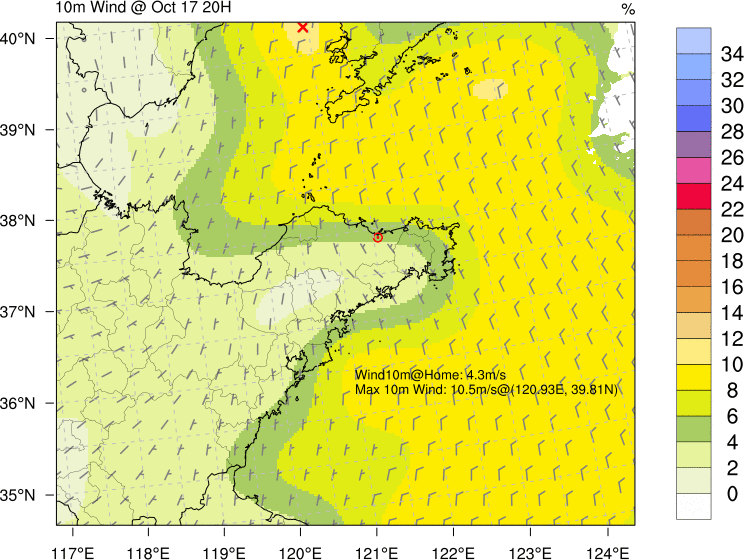 10m Wind @ Oct 17 20H
%
40°N
39°N
38°N
37°N
36°N
35°N
117°E
118°E
119°E
120°E
121°E
122°E
123°E
124°E
Wind10m@Home: 4.3m/s
Max 10m Wind: 10.5m/s@(120.93E, 39.81N)
34
32
30
28
26
24
22
20
18
16
14
12
10
8
6
4
2
0